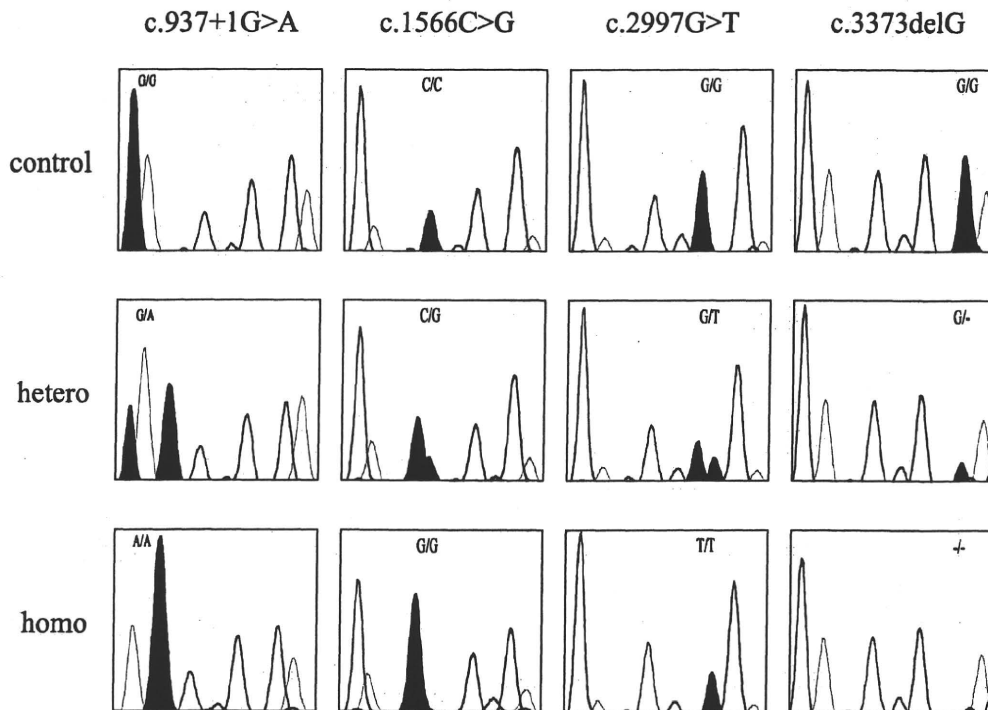 c.937+1G>A c.1566C>G c.2997G>T c.3373delG
control G/G C/C G/G G/G
hetero G/A C/G G/T G/-
homo A/A G/G T/T -/-